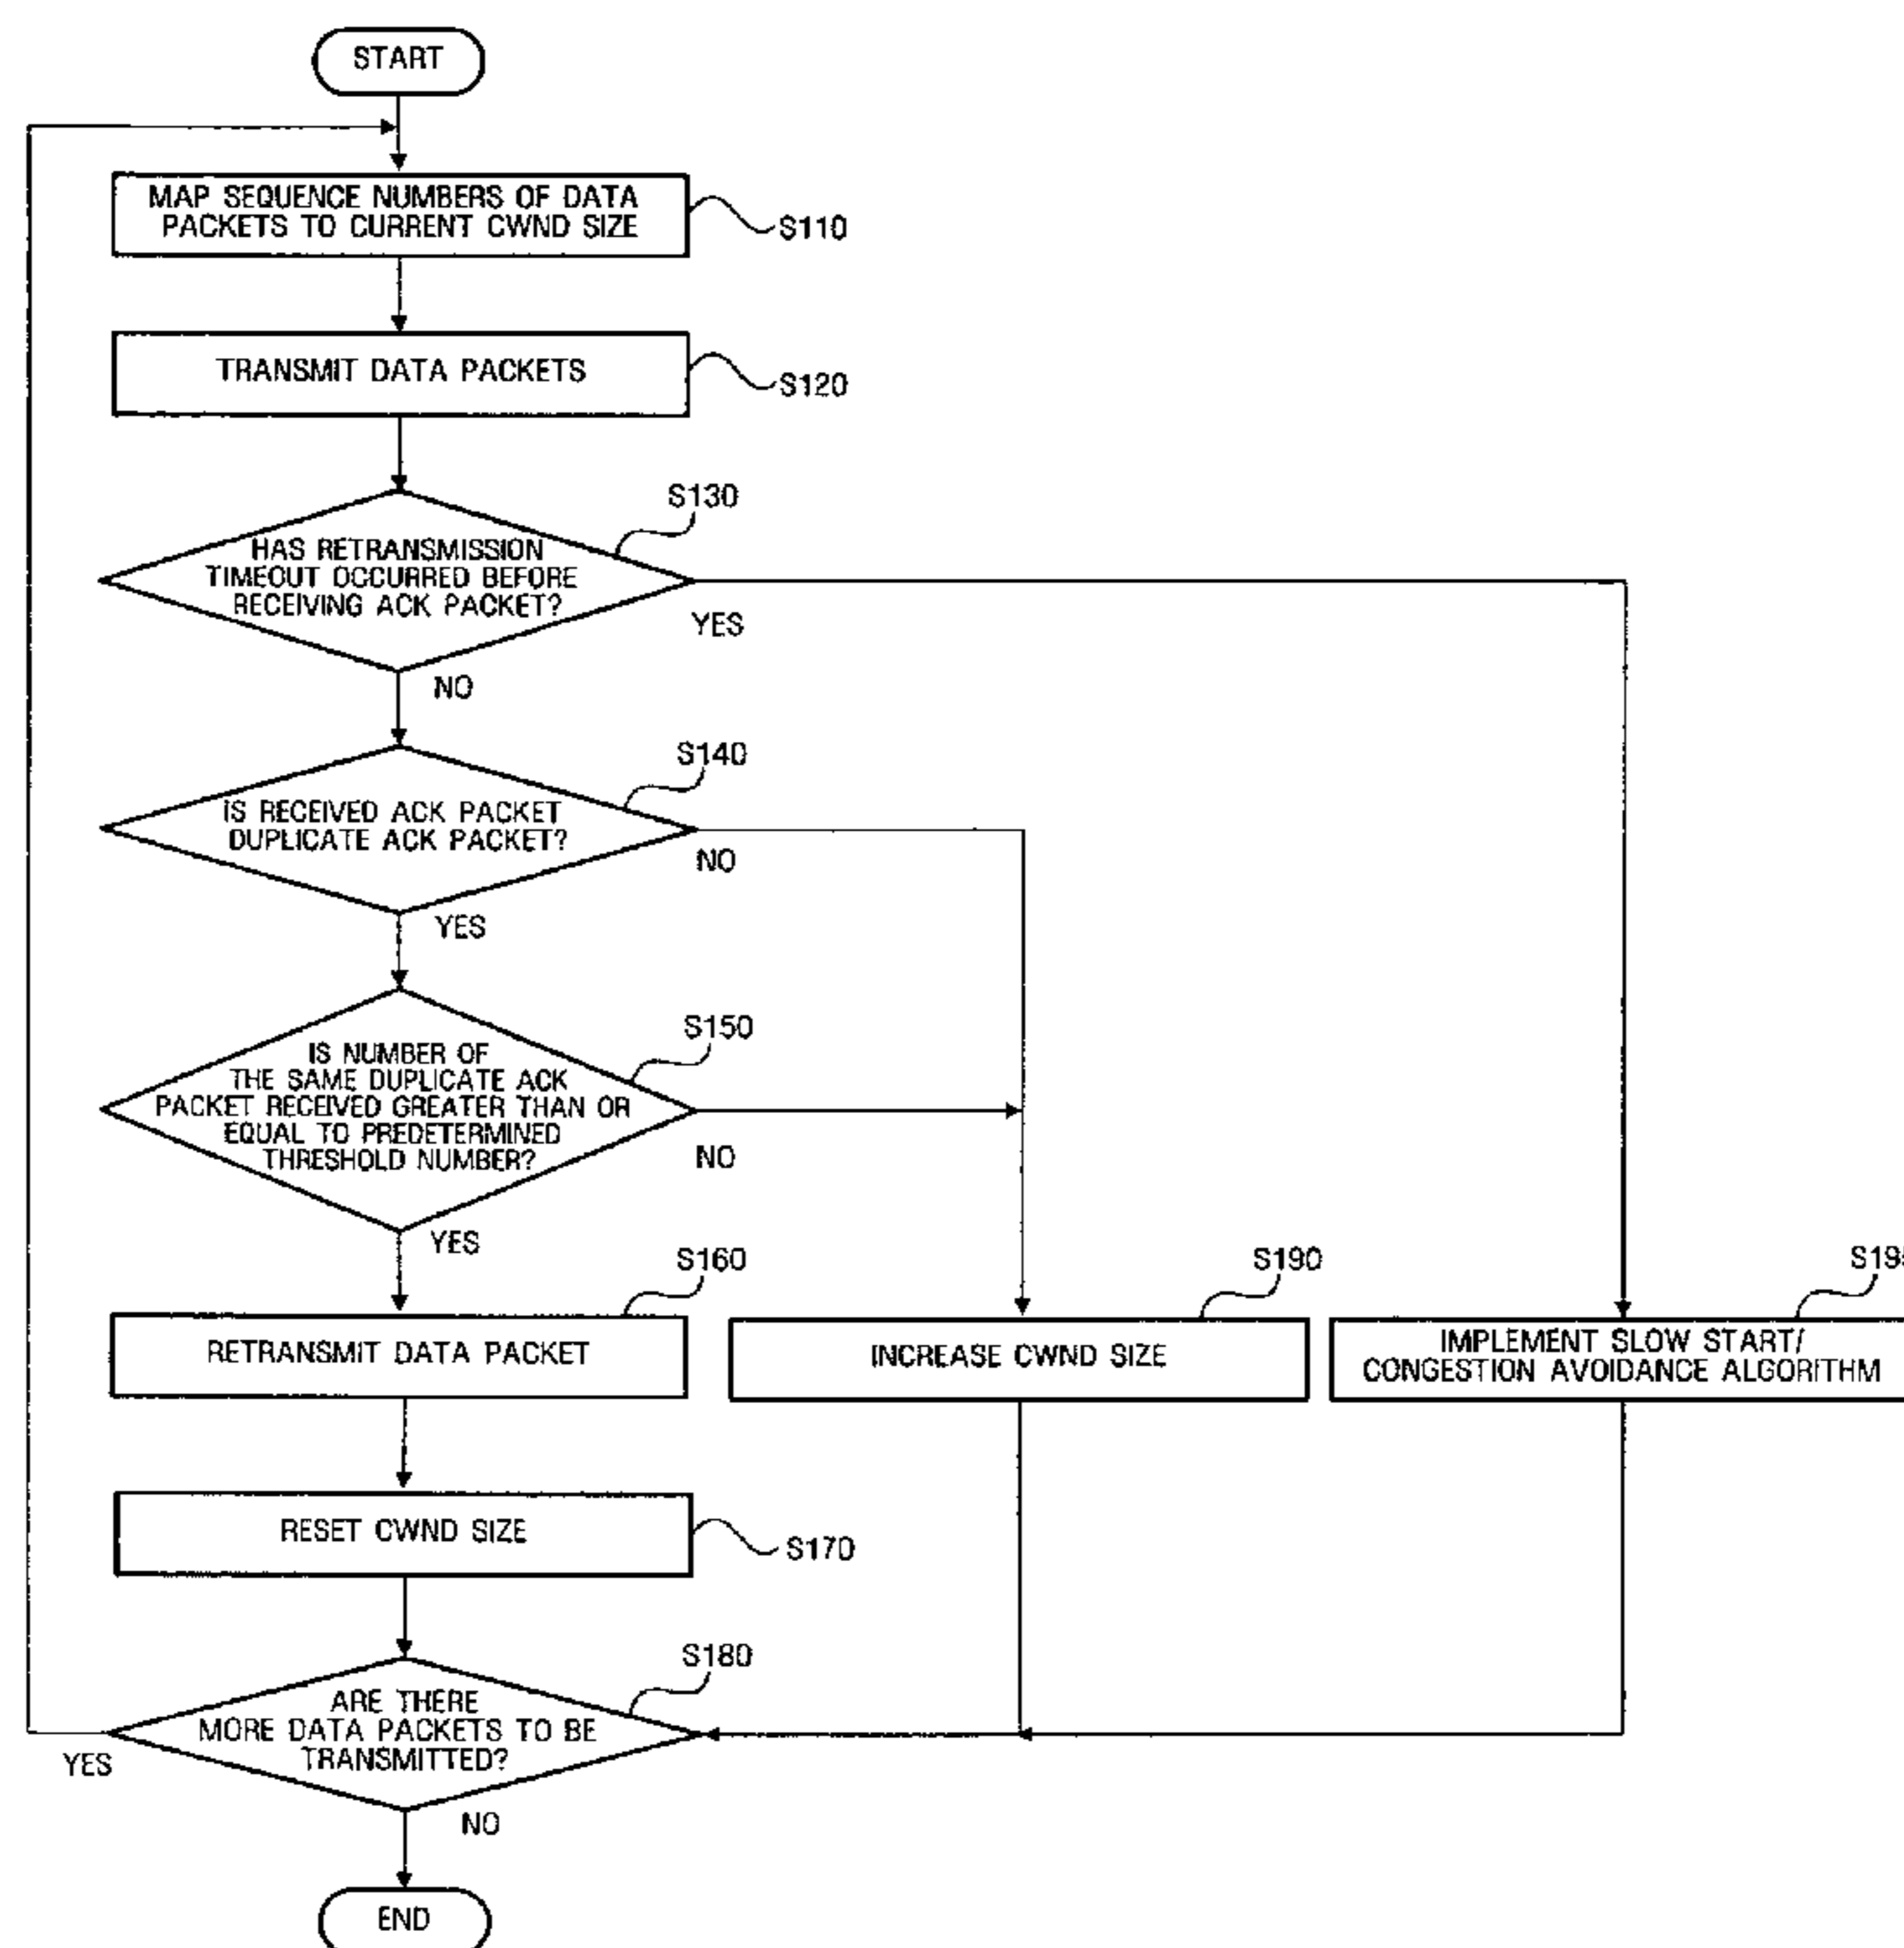 START
MAP SEQUENCE NUMBERS OF DATA
PACKETS TO CURRENT CWND SIZE
S110
TRANSMIT DATA PACKETS
S120
S130
HAS RETRANSMISSION
TIMEOUT OCCURRED BEFORE
RECEIVING ACK PACKET?
YES
NO
S140
IS RECEIVED ACK PACKET
DUPLICATE ACK PACKET?
NO
YES
S150
IS NUMBER OF
THE SAME DUPLICATE ACK
PACKET RECEIVED GREATER THAN OR
EQUAL TO PREDETERMINED
THRESHOLD NUMBER?
NO
YES
S160
RETRANSMIT DATA PACKET
S190
INCREASE CWND SIZE
IMPLEMENT SLOW START/
CONGESTION AVOIDANCE ALGORITHM
RESET CWND SIZE
S170
S180
ARE THERE
MORE DATA PACKETS TO BE
TRANSMITTED?
YES
NO
END